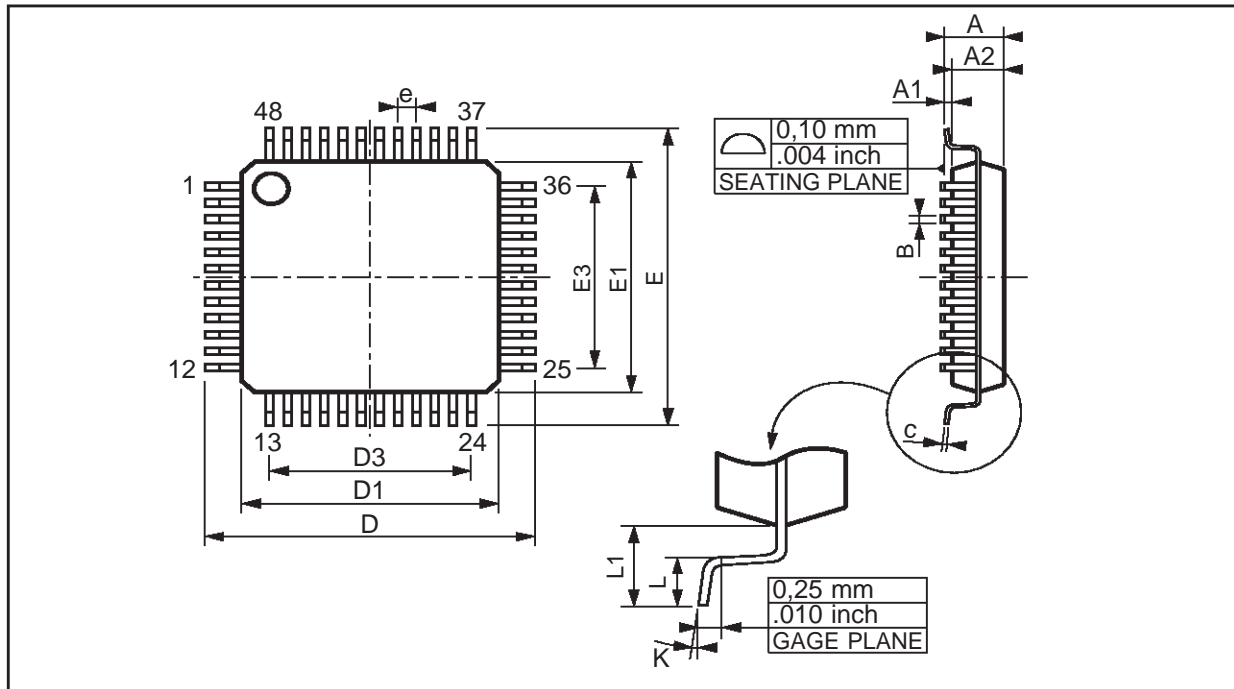 A
A2
A1
e
48
37
0,10 mm
.004 inch
SEATING PLANE
1
36
B
E3
E1
E
12
25
13
24
c
D3
D1
D
L1
L
0,25 mm
.010 inch
GAGE PLANE
K